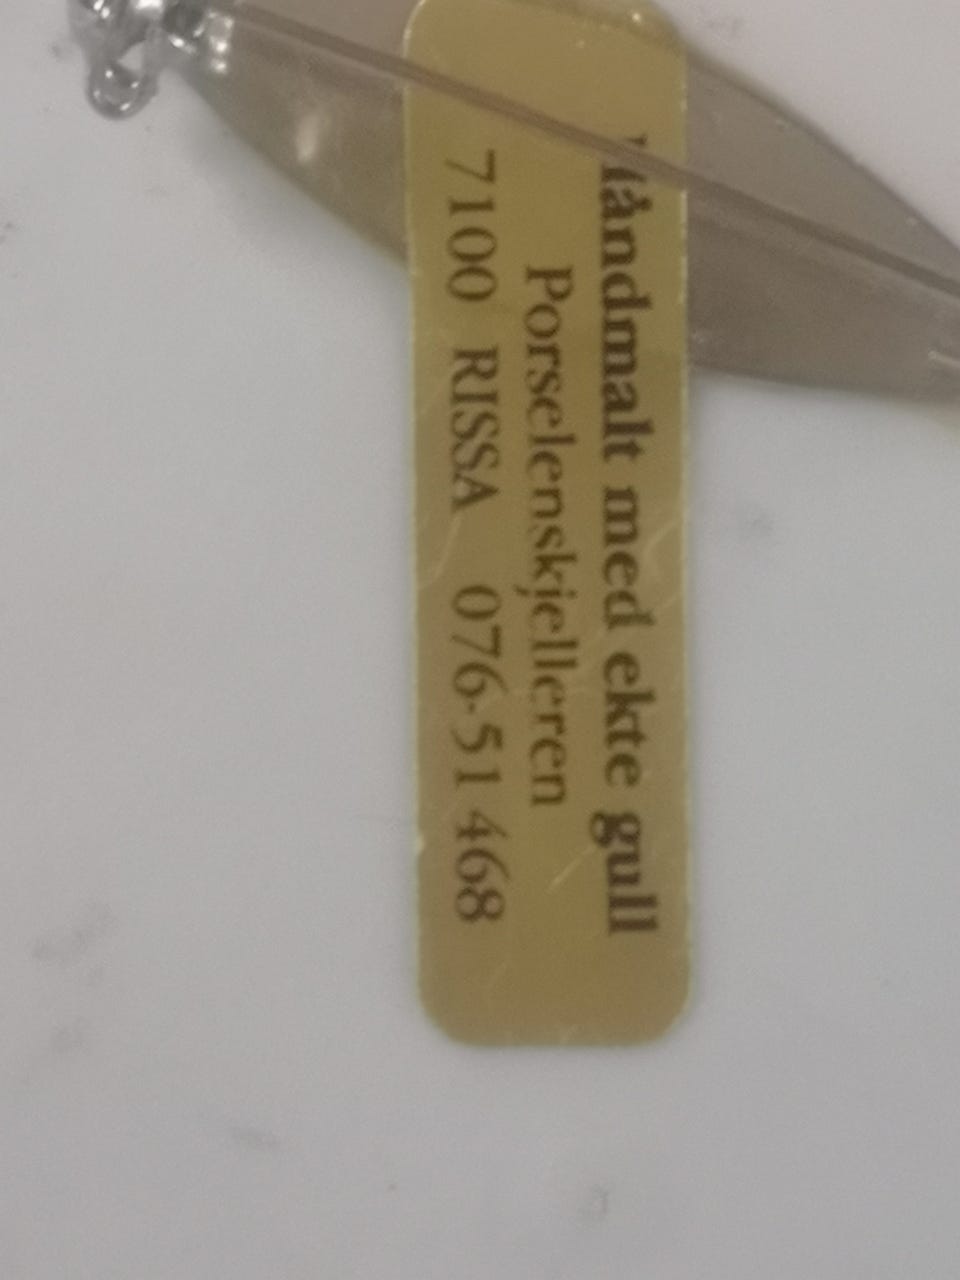 Håndmalt med ekte gull
Porselenskjelleren
7100 RISSA 076-51 468